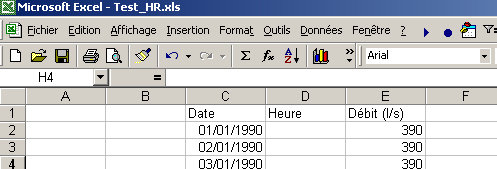 Microsoft Excel - Test_HR.xls
Fichier Edition Affichage Insertion Format Outils Données Fenêtre ?
Σ fx A Z Arial
H4 =
A B C D E F
1 Date Heure Débit (l/s)
2 01/01/1990 390
3 02/01/1990 390
4 03/01/1990 390